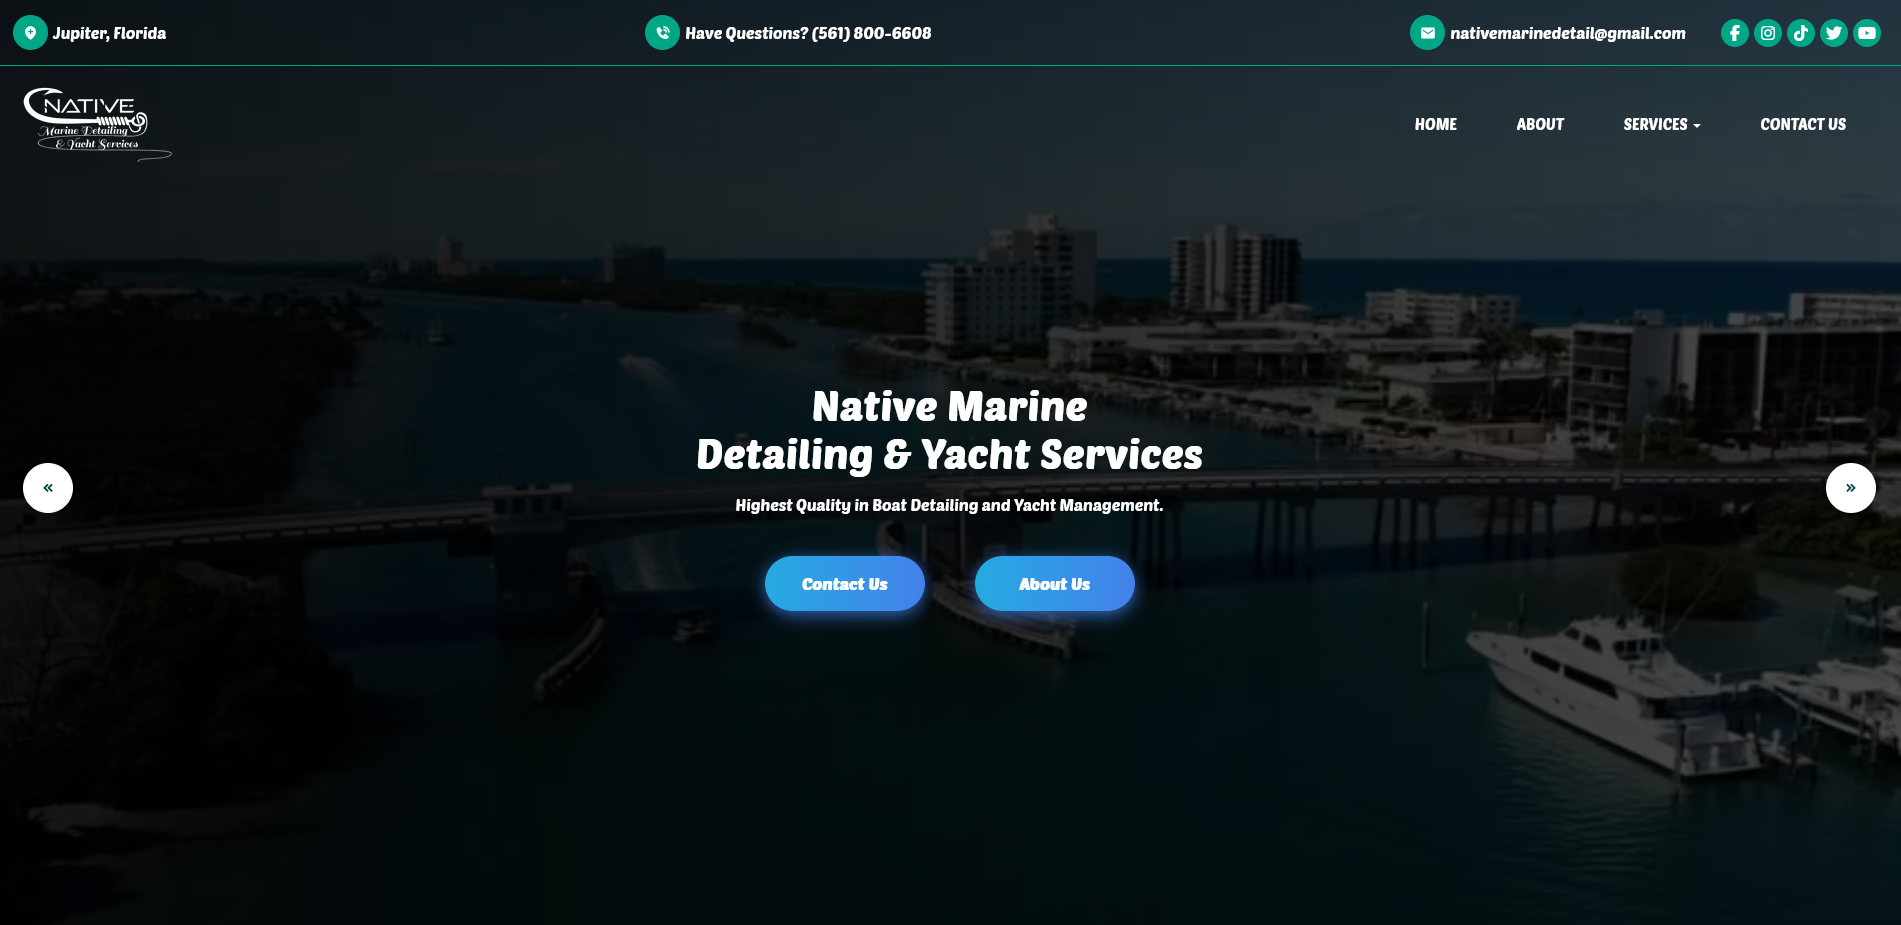 Jupiter, Florida
Have Questions? (561) 800-6608
nativemarinedetail@gmail.com
NATIVE
Marine Detailing
& Yacht Services
HOME
ABOUT
SERVICES
CONTACT US
Native Marine
Detailing & Yacht Services
Highest Quality in Boat Detailing and Yacht Management.
Contact Us
About Us